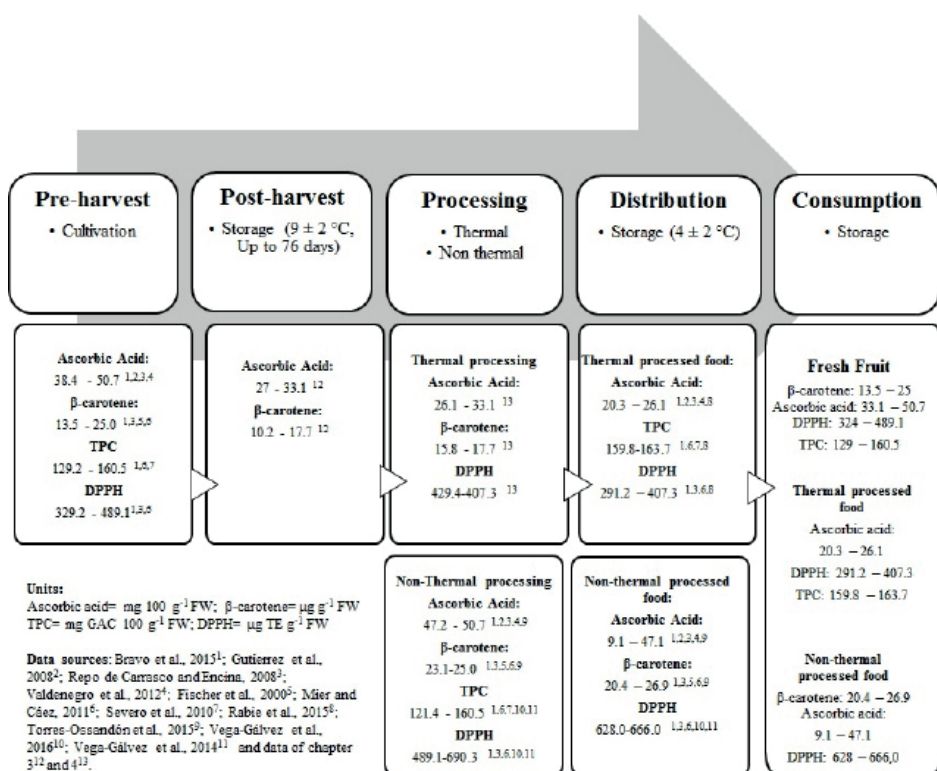 Pre-harvest
• Cultivation
Post-harvest
• Storage (9 ± 2 °C,
Up to 76 days)
Processing
• Thermal
• Non thermal
Distribution
• Storage (4 ± 2 °C)
Consumption
• Storage
Ascorbic Acid:
38.4 - 50.7 1,2,3,4
β-carotene:
13.5 - 25.0 1,3,5,6
TPC
129.2 - 160.5 1,6,7
DPPH
329.2 - 489.1 1,3,6
Ascorbic Acid:
27 - 33.1 12
β-carotene:
10.2 - 17.7 12
Thermal processing
Ascorbic Acid:
26.1 - 33.1 13
β-carotene:
15.8 - 17.7 13
DPPH
429.4-407.3 13
Thermal processed food:
Ascorbic Acid:
20.3 - 26.1 1,2,3,4,8
TPC
159.8-163.7 1,6,7,8
DPPH
291.2 - 407.3 1,3,6,8
Fresh Fruit
β-carotene: 13.5 – 25
Ascorbic acid: 33.1 – 50.7
DPPH: 324 – 489.1
TPC: 129 – 160.5
Thermal processed
food
Ascorbic acid:
20.3 – 26.1
DPPH: 291.2 – 407.3
TPC: 159.8 – 163.7
Non-thermal
processed food
β-carotene: 20.4 – 26.9
Ascorbic acid:
9.1 – 47.1
DPPH: 628 – 666,0
Non-Thermal processing
Ascorbic Acid:
47.2 - 50.7 1,2,3,4,9
β-carotene:
23.1-25.0 1,3,5,6,9
TPC
121.4 - 160.5 1,6,7,10,11
DPPH
489.1-690.3 1,3,6,10,11
Non-thermal processed
food:
Ascorbic Acid:
9.1 - 47.1 1,2,3,4,9
β-carotene:
20.4 - 26.9 1,3,5,6,9
DPPH
628.0-666.0 1,3,6,10,11
Units:
Ascorbic acid= mg 100 g-1 FW; β-carotene= µg g-1 FW
TPC= mg GAC 100 g-1 FW; DPPH= µg TE g-1 FW
Data sources: Bravo et al., 20151; Gutierrez et al.,
20082; Repo de Carrasco and Encina, 20083;
Valdenegro et al., 20124; Fischer et al., 20005; Mier and
Cáez, 20116; Severo et al., 20107; Rabie et al., 20158;
Torres-Ossandón et al., 20159; Vega-Gálvez et al.,
201610; Vega-Gálvez et al., 201411 and data of chapter
312 and 413.